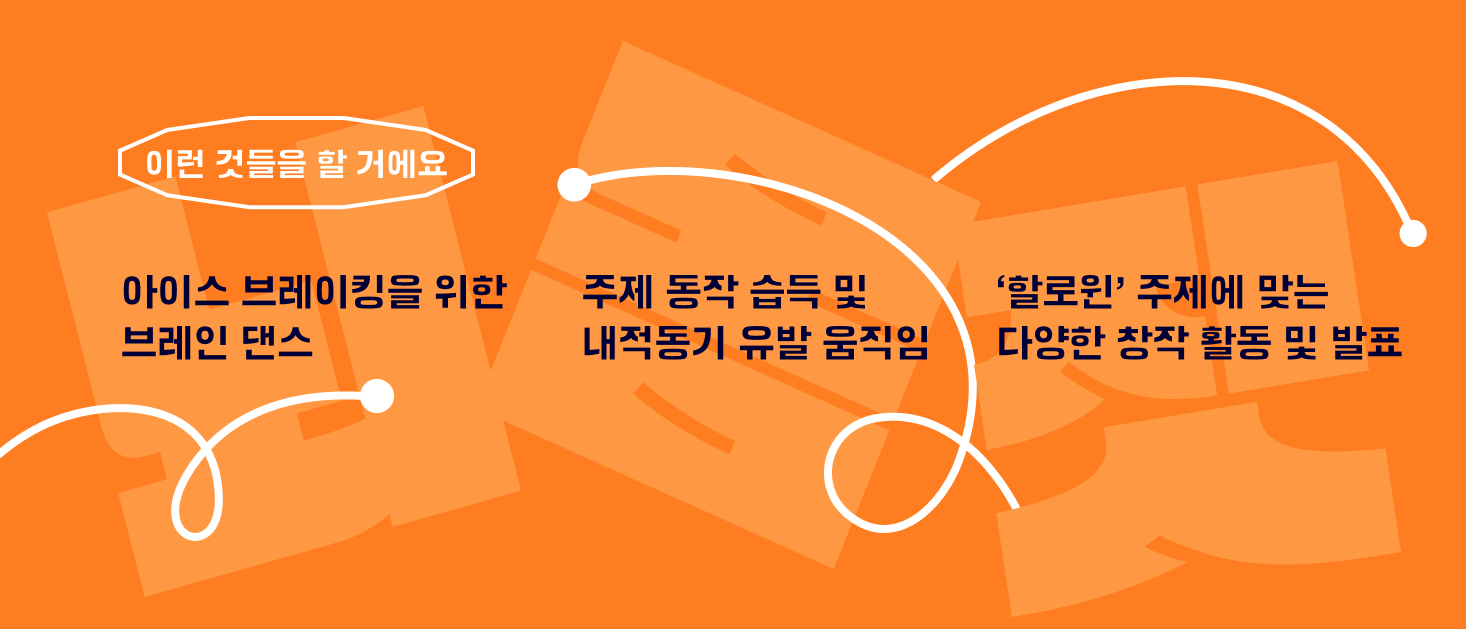 이런 것들을 할 거에요
아이스 브레이킹을 위한
브레인 댄스
주제 동작 습득 및
내적동기 유발 움직임
‘할로윈’ 주제에 맞는
다양한 창작 활동 및 발표